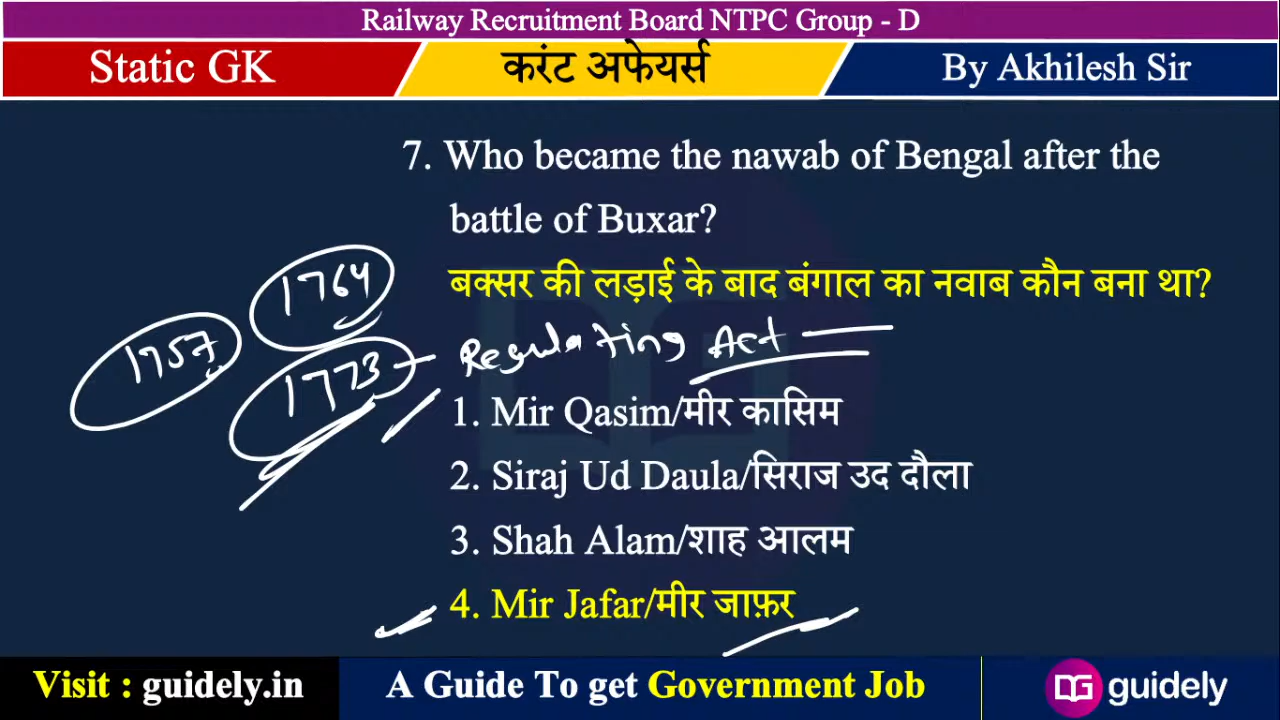 Railway Recruitment Board NTPC Group - D
Static GK
करंट अफेयर्स
By Akhilesh Sir
7. Who became the nawab of Bengal after the
battle of Buxar?
बक्सर की लड़ाई के बाद बंगाल का नवाब कौन बना था?
1764
1757
1773
Regulating Act
1. Mir Qasim/मीर कासिम
2. Siraj Ud Daula/सिराज उद दौला
3. Shah Alam/शाह आलम
4. Mir Jafar/मीर जाफ़र
Visit : guidely.in
A Guide To get Government Job
guidely